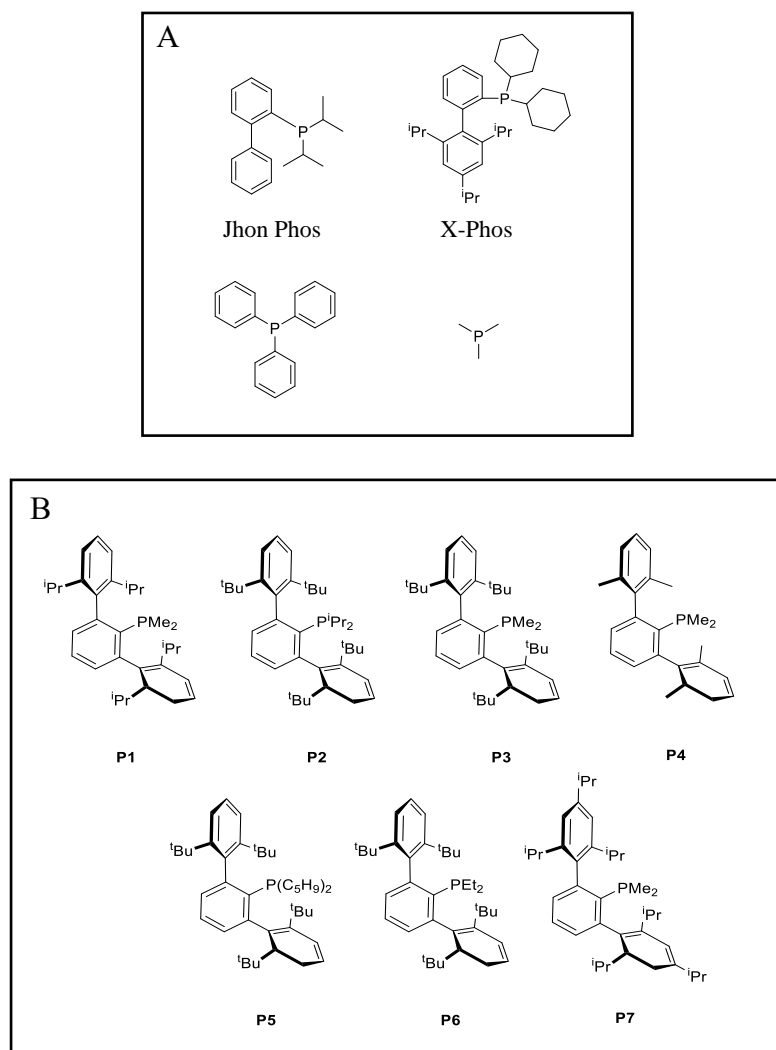 A
P
P
iPr
iPr
iPr
Jhon Phos
X-Phos
P
P
B
iPr
iPr
PMe2
iPr
iPr
P1
tBu
tBu
PiPr2
tBu
tBu
P2
tBu
tBu
PMe2
tBu
tBu
P3
PMe2
P4
tBu
tBu
P(C5H9)2
tBu
tBu
P5
tBu
tBu
PEt2
tBu
tBu
P6
iPr
iPr
iPr
PMe2
iPr
iPr
iPr
P7